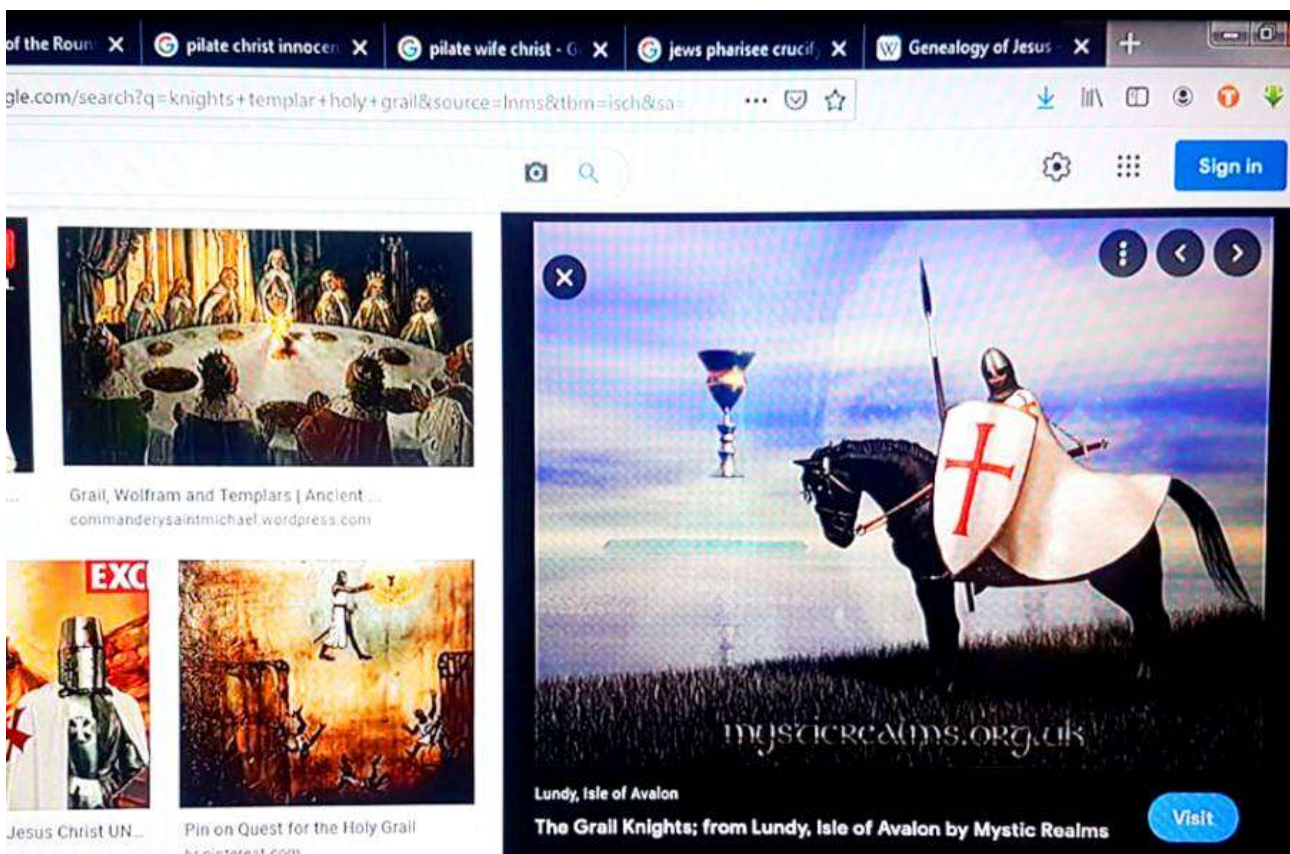 of the Roun
pilate christ innocen
pilate wife christ - G
jews pharisee crucif
Genealogy of Jesus -
gle.com/search?q=knights+templar+holy+grail&source=lnms&tbm=isch&sa=
Sign in
Grail, Wolfram and Templars | Ancient ...
commanderysaintmichael.wordpress.com
EXC
mysticrealms.org.uk
Lundy, Isle of Avalon
The Grail Knights; from Lundy, Isle of Avalon by Mystic Realms
Visit
Jesus Christ UN...
Pin on Quest for the Holy Grail